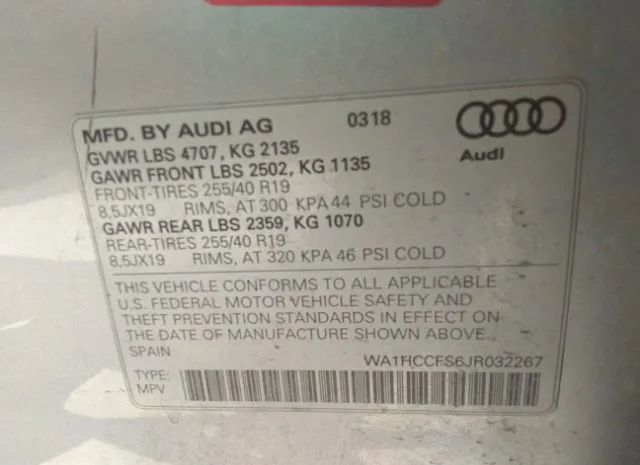 MFD. BY AUDI AG 0318
Audi
GVWR LBS 4707, KG 2135
GAWR FRONT LBS 2502, KG 1135
FRONT-TIRES 255/40 R19
8,5JX19 RIMS, AT 300 KPA 44 PSI COLD
GAWR REAR LBS 2359, KG 1070
REAR-TIRES 255/40 R19
8,5JX19 RIMS, AT 320 KPA 46 PSI COLD
THIS VEHICLE CONFORMS TO ALL APPLICABLE
U.S. FEDERAL MOTOR VEHICLE SAFETY AND
THEFT PREVENTION STANDARDS IN EFFECT ON
THE DATE OF MANUFACTURE SHOWN ABOVE.
SPAIN
WA1HCCFS6JR032267
TYPE:
MPV